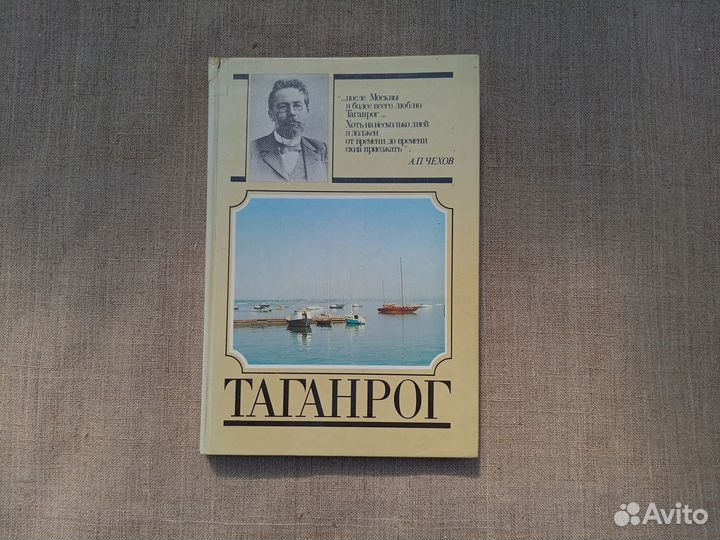 „...после Москвы
я более всего люблю
Таганрог ...
Хоть на несколько дней
я должен
от времени до времени
сюда приезжать“ .
А.П. ЧЕХОВ
ТАГАНРОГ
Avito